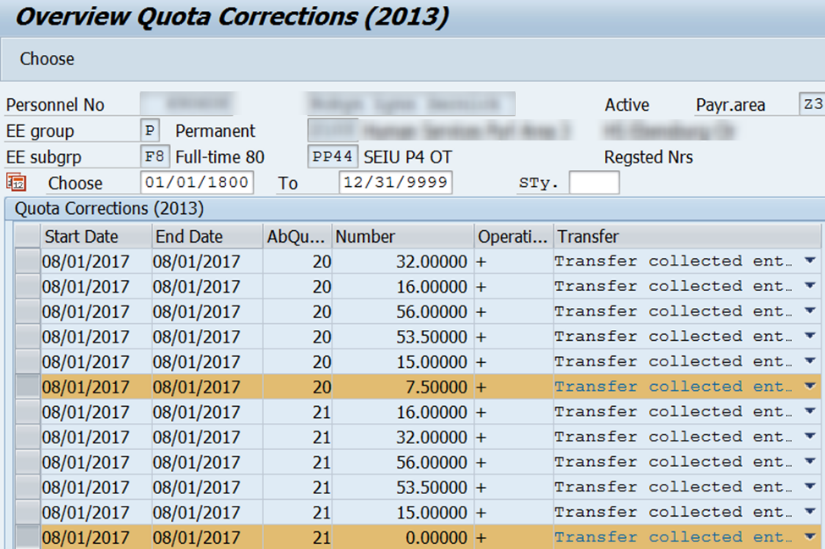 Overview Quota Corrections (2013)
Choose
Personnel No Active Payr.area Z3
EE group P Permanent
EE subgrp F8 Full-time 80 PP44 SEIU P4 OT Regsted Nrs
Choose 01/01/1800 To 12/31/9999 STy.
Quota Corrections (2013)
Start Date End Date AbQu... Number Operati... Transfer
08/01/2017 08/01/2017 20 32.00000 + Transfer collected ent…
08/01/2017 08/01/2017 20 16.00000 + Transfer collected ent…
08/01/2017 08/01/2017 20 56.00000 + Transfer collected ent…
08/01/2017 08/01/2017 20 53.50000 + Transfer collected ent…
08/01/2017 08/01/2017 20 15.00000 + Transfer collected ent…
08/01/2017 08/01/2017 20 7.50000 + Transfer collected ent…
08/01/2017 08/01/2017 21 16.00000 + Transfer collected ent…
08/01/2017 08/01/2017 21 32.00000 + Transfer collected ent…
08/01/2017 08/01/2017 21 56.00000 + Transfer collected ent…
08/01/2017 08/01/2017 21 53.50000 + Transfer collected ent…
08/01/2017 08/01/2017 21 15.00000 + Transfer collected ent…
08/01/2017 08/01/2017 21 0.00000 + Transfer collected ent…